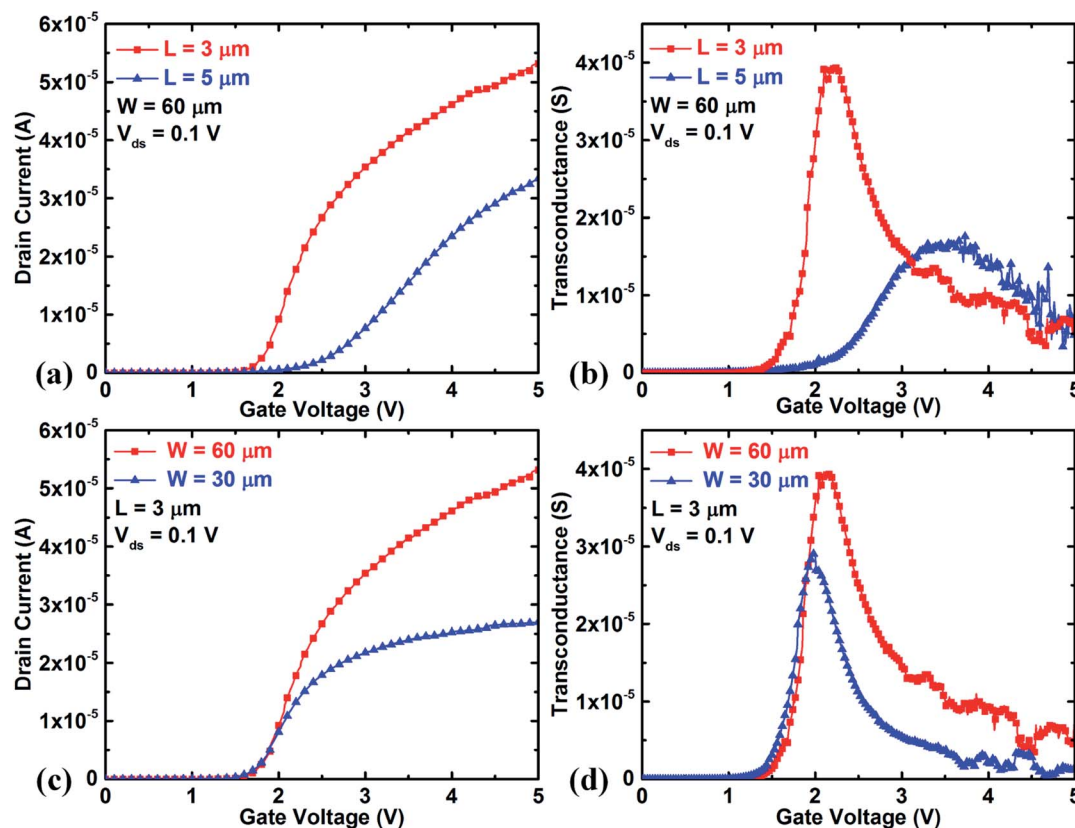 6x10-5
5x10-5
4x10-5
3x10-5
2x10-5
1x10-5
0
Drain Current (A)
L = 3 μm
L = 5 μm
W = 60 μm
Vds = 0.1 V
(a)
0 1 2 3 4 5
Gate Voltage (V)
4x10-5
3x10-5
2x10-5
1x10-5
0
Transconductance (S)
L = 3 μm
L = 5 μm
W = 60 μm
Vds = 0.1 V
(b)
0 1 2 3 4 5
Gate Voltage (V)
6x10-5
5x10-5
4x10-5
3x10-5
2x10-5
1x10-5
0
Drain Current (A)
W = 60 μm
W = 30 μm
L = 3 μm
Vds = 0.1 V
(c)
0 1 2 3 4 5
Gate Voltage (V)
4x10-5
3x10-5
2x10-5
1x10-5
0
Transconductance (S)
W = 60 μm
W = 30 μm
L = 3 μm
Vds = 0.1 V
(d)
0 1 2 3 4 5
Gate Voltage (V)